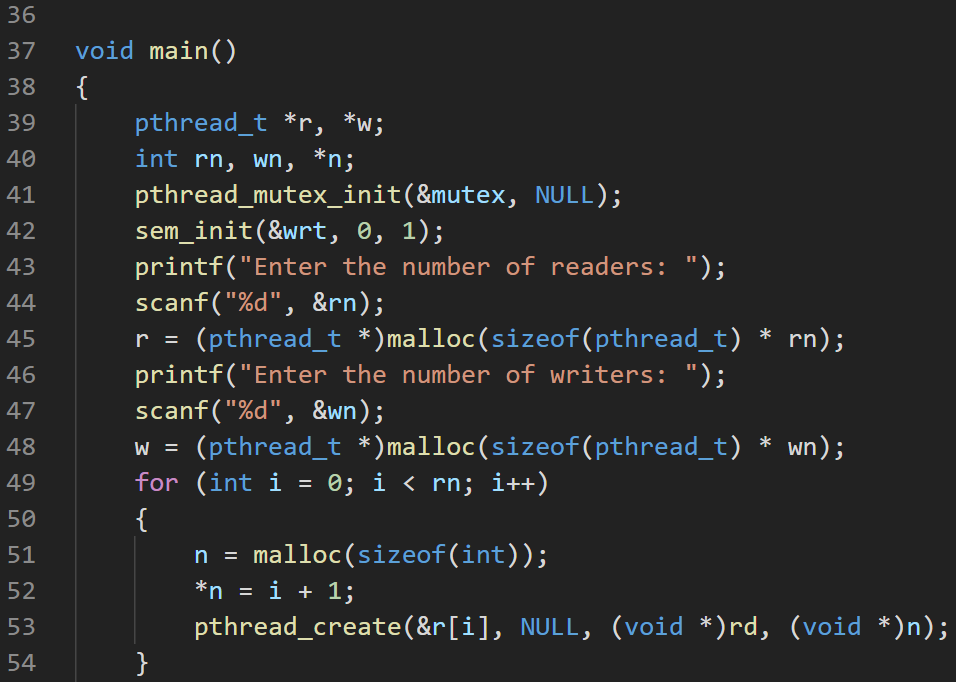 36
37 void main()
38 {
39 pthread_t *r, *w;
40 int rn, wn, *n;
41 pthread_mutex_init(&mutex, NULL);
42 sem_init(&wrt, 0, 1);
43 printf("Enter the number of readers: ");
44 scanf("%d", &rn);
45 r = (pthread_t *)malloc(sizeof(pthread_t) * rn);
46 printf("Enter the number of writers: ");
47 scanf("%d", &wn);
48 w = (pthread_t *)malloc(sizeof(pthread_t) * wn);
49 for (int i = 0; i < rn; i++)
50 {
51 n = malloc(sizeof(int));
52 *n = i + 1;
53 pthread_create(&r[i], NULL, (void *)rd, (void *)n);
54 }